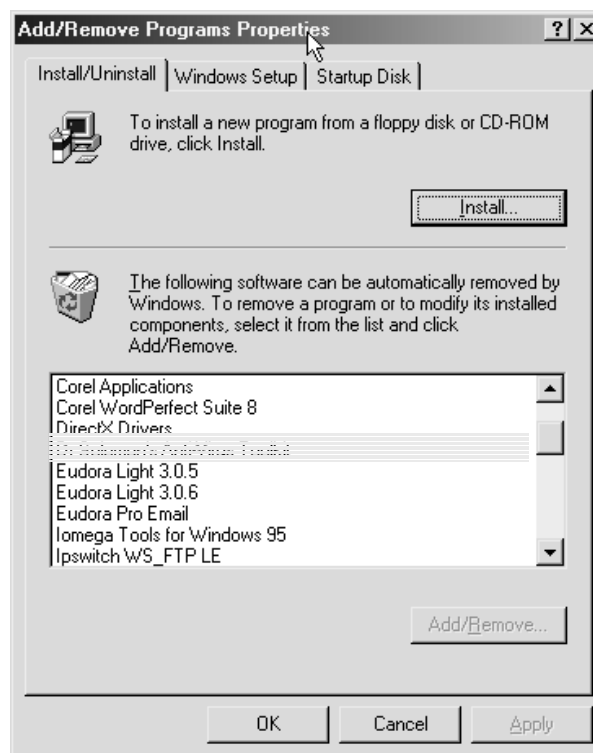 Add/Remove Programs Properties
Install/Uninstall Windows Setup Startup Disk
To install a new program from a floppy disk or CD-ROM
drive, click Install.
Install...
The following software can be automatically removed by
Windows. To remove a program or to modify its installed
components, select it from the list and click
Add/Remove.
Corel Applications
Corel WordPerfect Suite 8
DirectX Drivers
Eudora Light 3.0.5
Eudora Light 3.0.6
Eudora Pro Email
Iomega Tools for Windows 95
Ipswitch WS_FTP LE
Add/Remove...
OK Cancel Apply